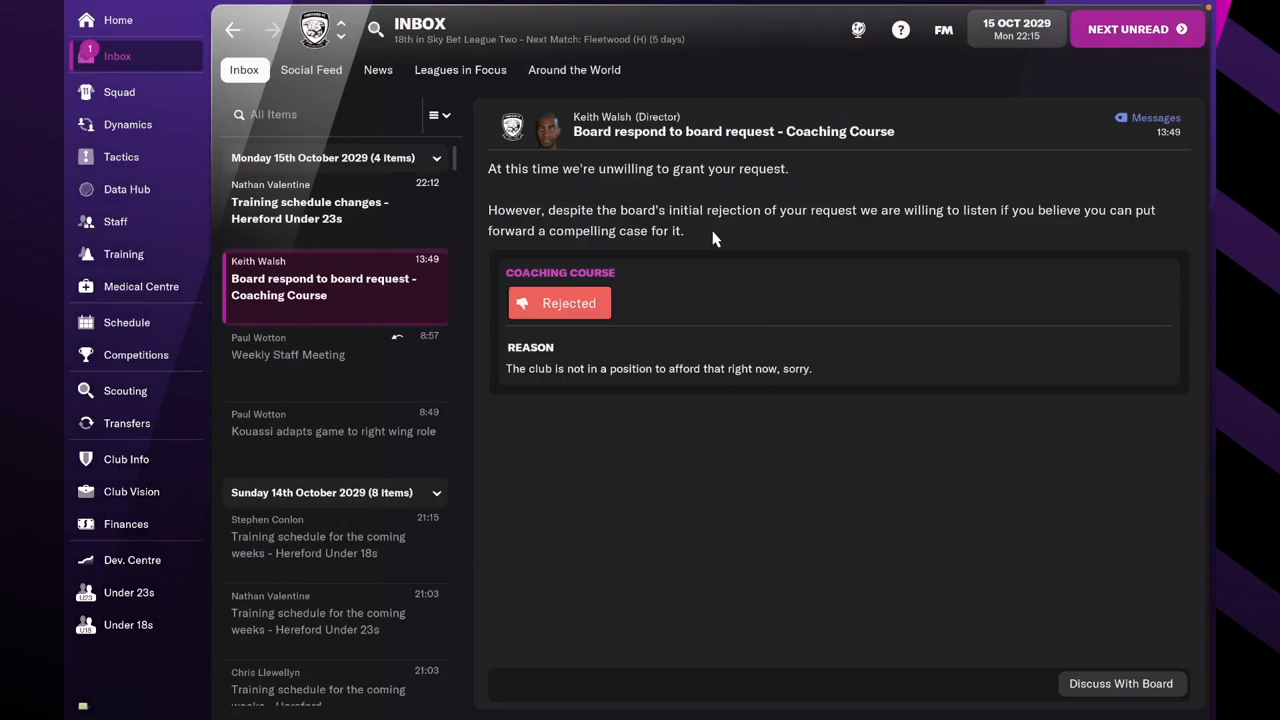 Home
1
Inbox
Squad
Dynamics
Tactics
Data Hub
Staff
Training
Medical Centre
Schedule
Competitions
Scouting
Transfers
Club Info
Club Vision
Finances
Dev. Centre
U23
Under 23s
U18
Under 18s
INBOX
18th in Sky Bet League Two - Next Match: Fleetwood (H) (5 days)
FM
15 OCT 2029
Mon 22:15
NEXT UNREAD
Inbox
Social Feed
News
Leagues in Focus
Around the World
All Items
Monday 15th October 2029 (4 Items)
Nathan Valentine
22:12
Training schedule changes -
Hereford Under 23s
Keith Walsh
13:49
Board respond to board request -
Coaching Course
Paul Wotton
8:57
Weekly Staff Meeting
Paul Wotton
8:49
Kouassi adapts game to right wing role
Sunday 14th October 2029 (8 Items)
Stephen Conlon
21:15
Training schedule for the coming
weeks - Hereford Under 18s
Nathan Valentine
21:03
Training schedule for the coming
weeks - Hereford Under 23s
Chris Llewellyn
21:03
Training schedule for the coming
weeks - Hereford
Keith Walsh (Director)
Board respond to board request - Coaching Course
Messages
13:49
At this time we're unwilling to grant your request.
However, despite the board's initial rejection of your request we are willing to listen if you believe you can put
forward a compelling case for it.
COACHING COURSE
Rejected
REASON
The club is not in a position to afford that right now, sorry.
Discuss With Board